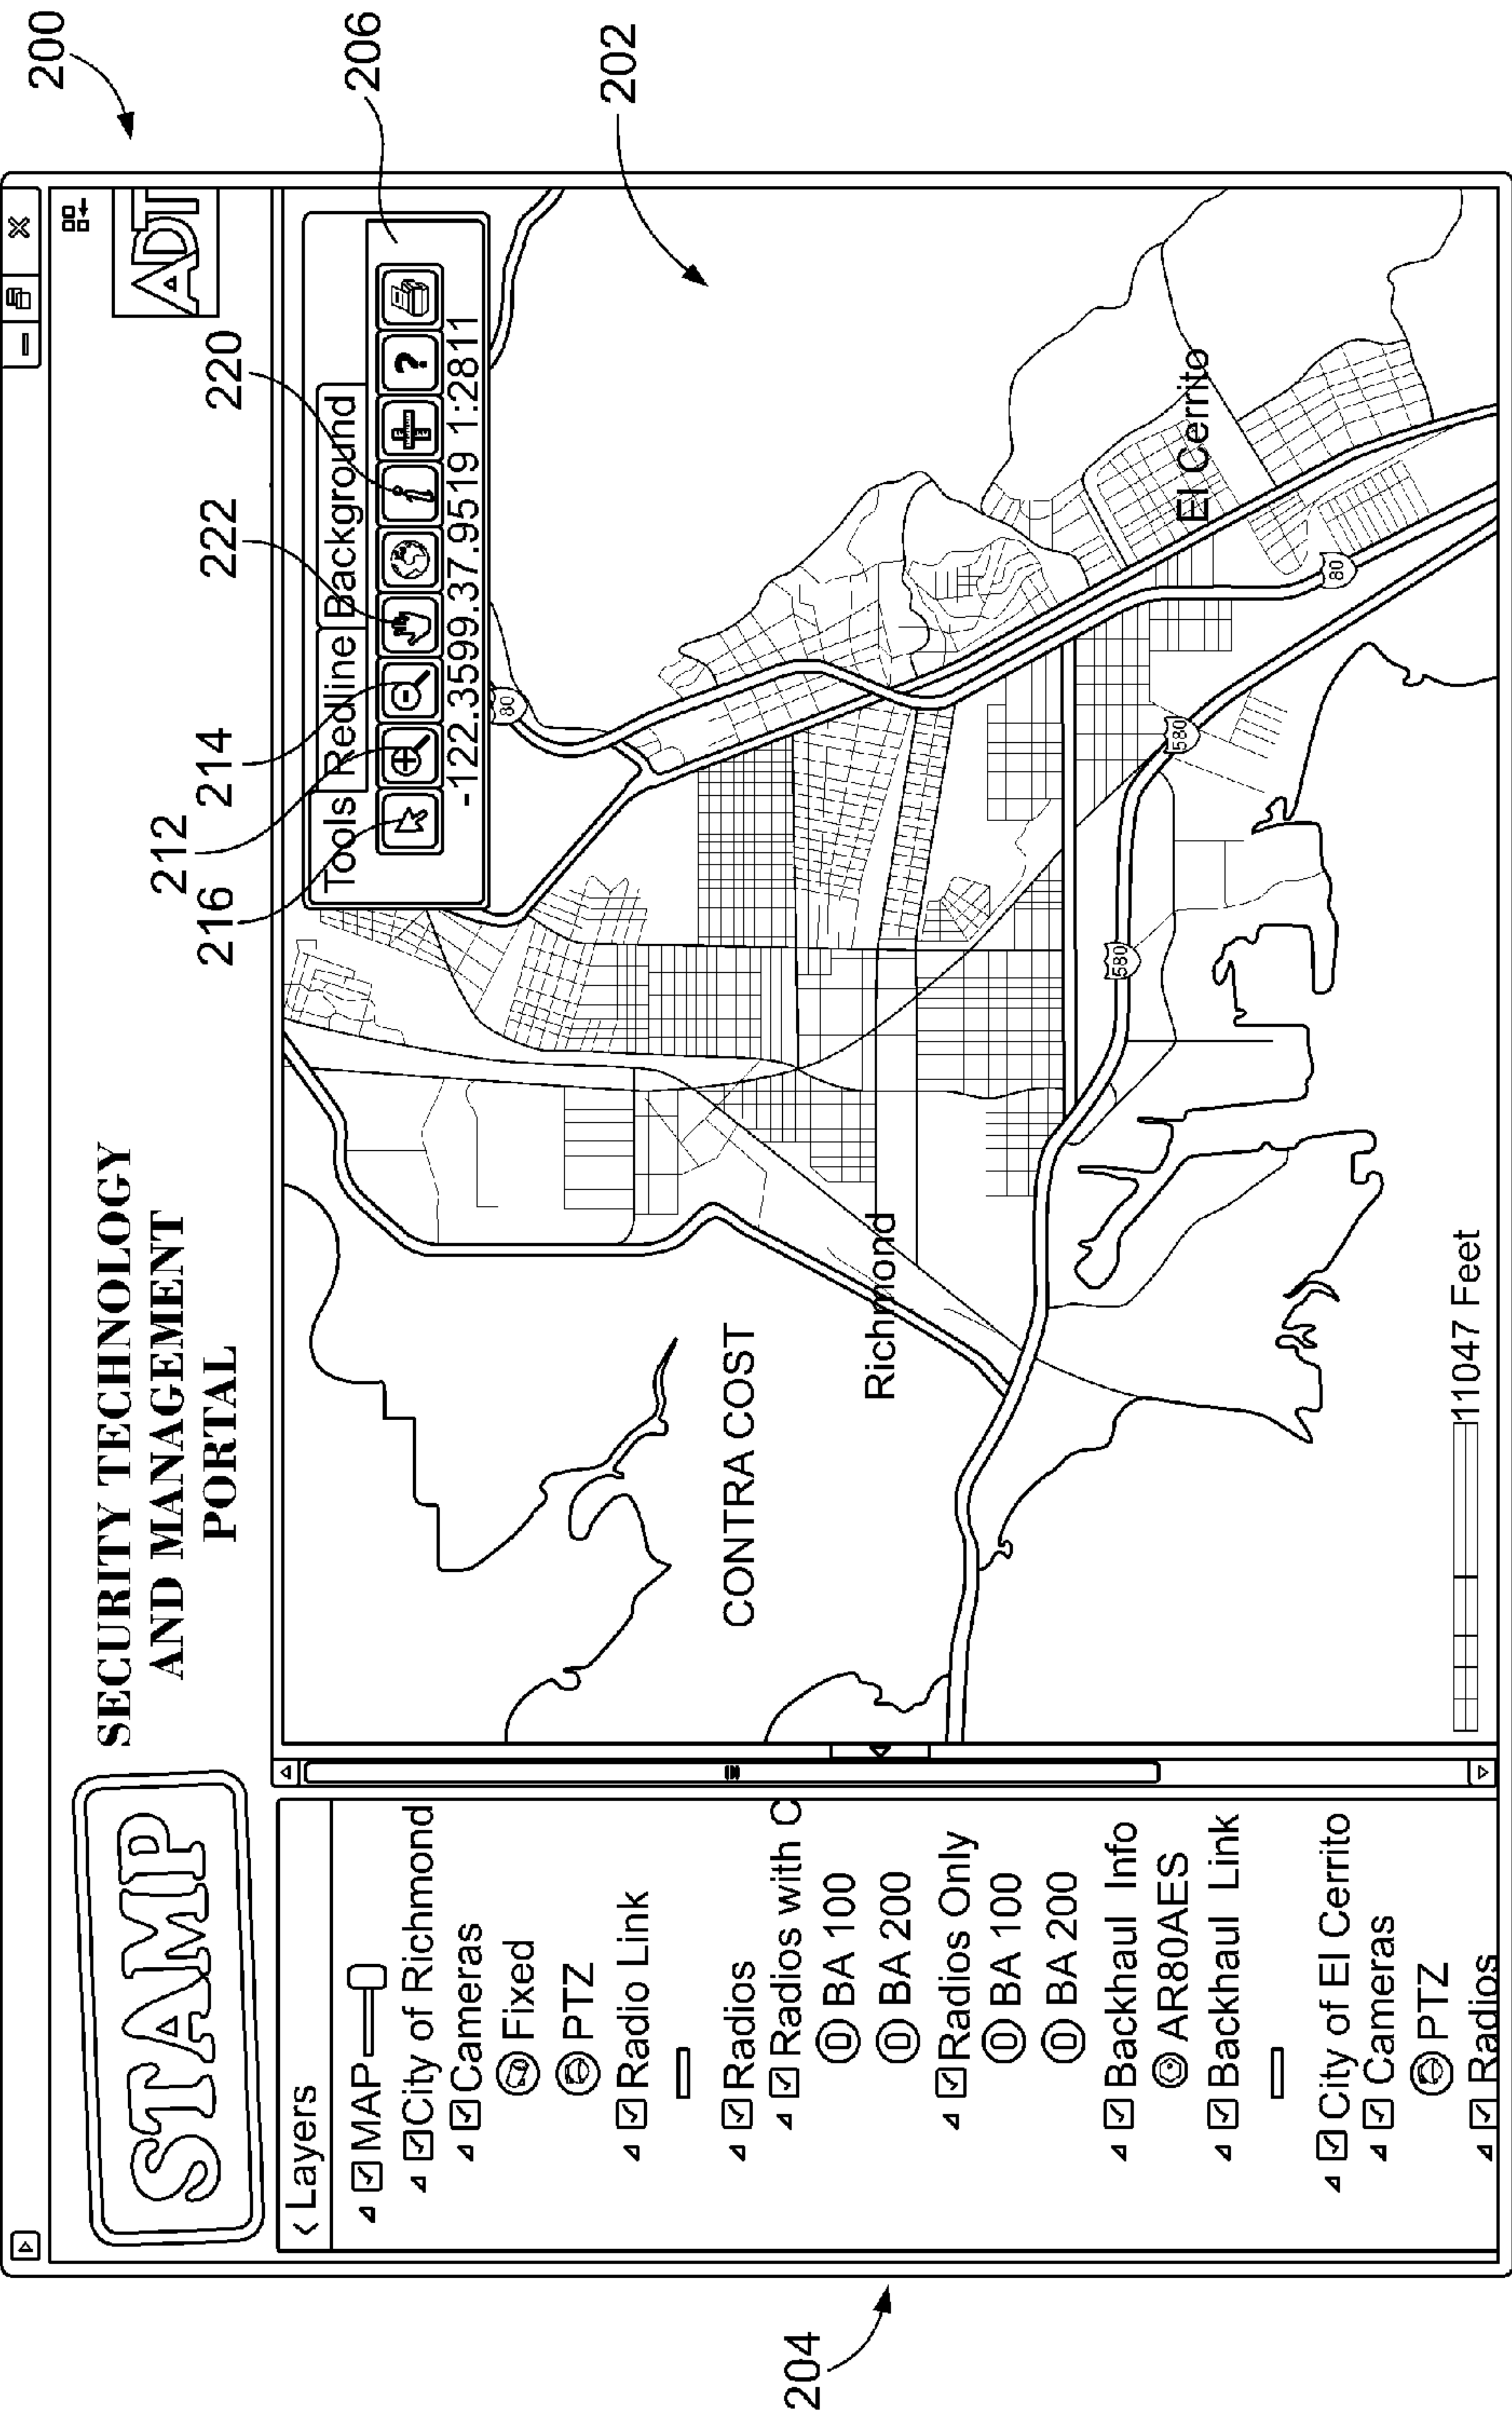 200
STAMP
SECURITY TECHNOLOGY
AND MANAGEMENT
PORTAL
ADT
216
212
214
222
220
206
Tools Redline Background
?
-122.3599.37.9519 1:2811
202
204
< Layers
MAP
City of Richmond
Cameras
Fixed
PTZ
Radio Link
Radios
Radios with C
BA 100
BA 200
Radios Only
BA 100
BA 200
Backhaul Info
AR80AES
Backhaul Link
City of El Cerrito
Cameras
PTZ
Radios
80
CONTRA COST
Richmond
580
580
El Cerrito
80
11047 Feet